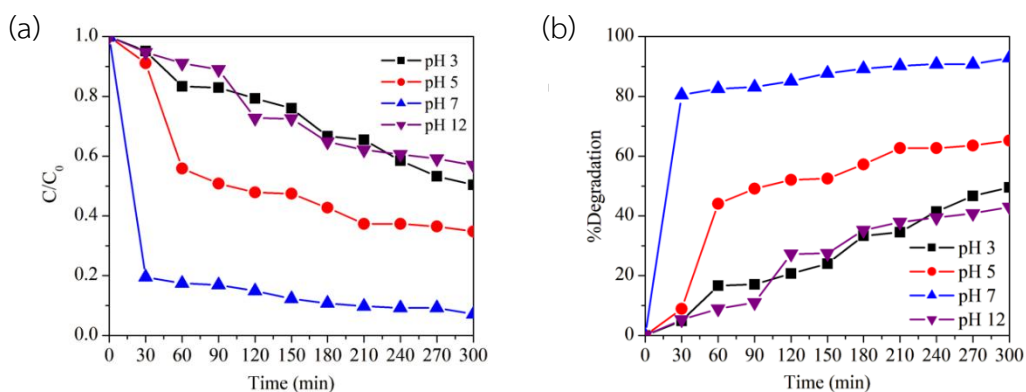 (a)
1.0
0.8
0.6
0.4
0.2
0.0
C/C₀
0 30 60 90 120 150 180 210 240 270 300
Time (min)
pH 3
pH 5
pH 7
pH 12
(b)
100
80
60
40
20
0
%Degradation
0 30 60 90 120 150 180 210 240 270 300
Time (min)
pH 3
pH 5
pH 7
pH 12